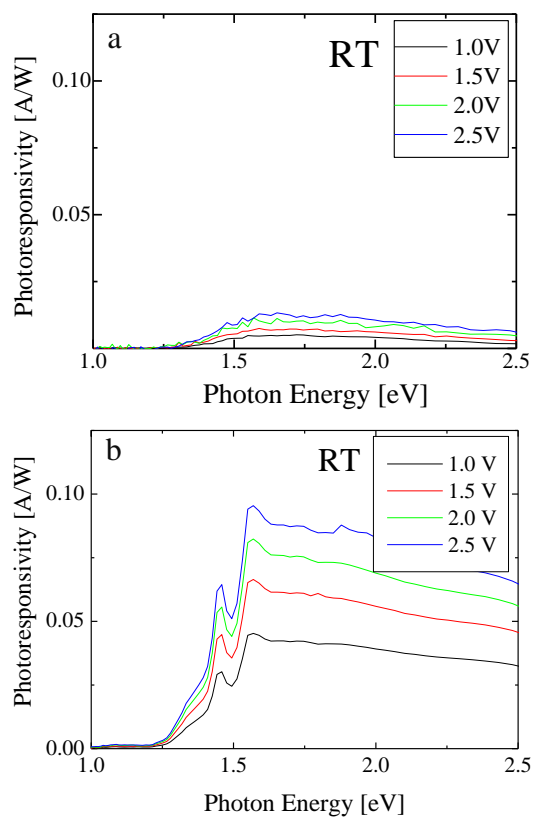 a
RT
1.0V
1.5V
2.0V
2.5V
0.10
0.05
Photoresponsivity [A/W]
1.0
1.5
2.0
2.5
Photon Energy [eV]
b
RT
1.0 V
1.5 V
2.0 V
2.5 V
0.10
0.05
0.00
Photoresponsivity [A/W]
1.0
1.5
2.0
2.5
Photon Energy [eV]